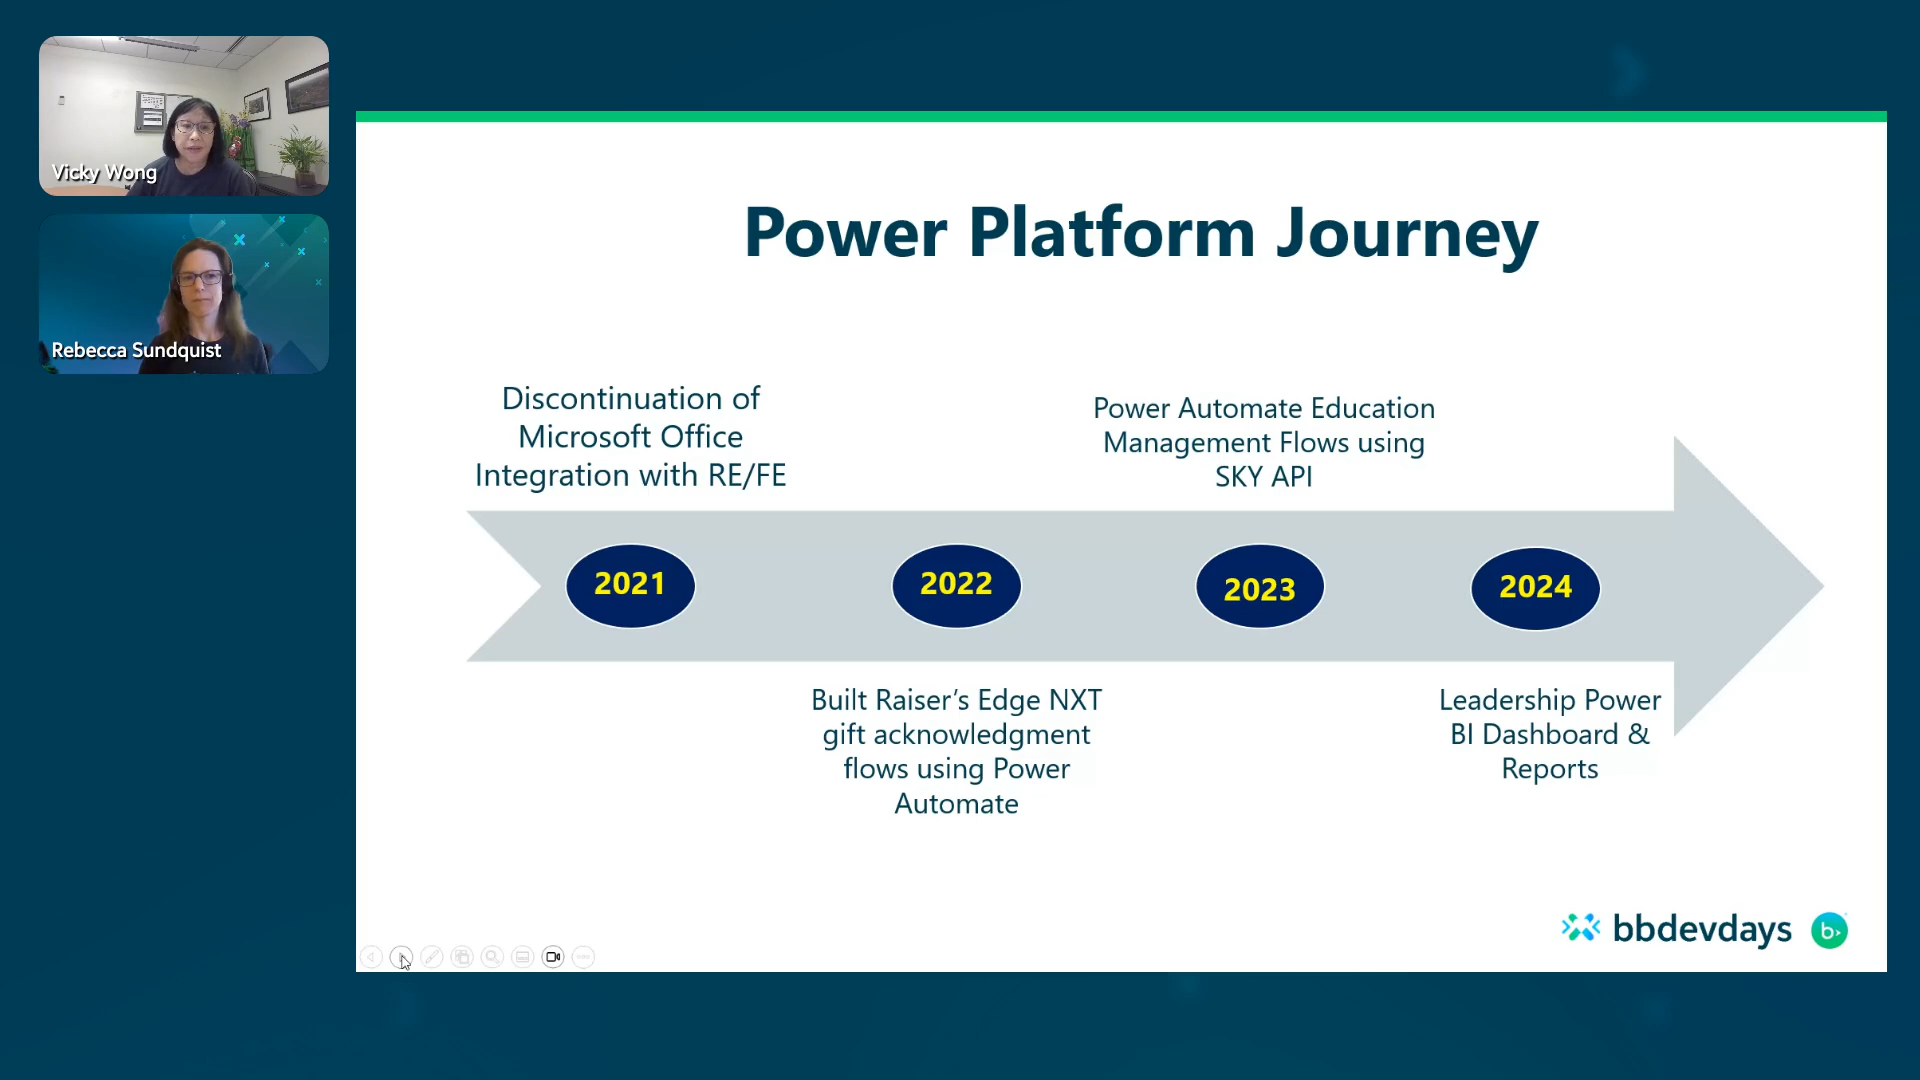 Vicky Wong
Rebecca Sundquist
Power Platform Journey
Discontinuation of
Microsoft Office
Integration with RE/FE
Power Automate Education
Management Flows using
SKY API
2021
2022
2023
2024
Built Raiser’s Edge NXT
gift acknowledgment
flows using Power
Automate
Leadership Power
BI Dashboard &
Reports
bbdevdays
b